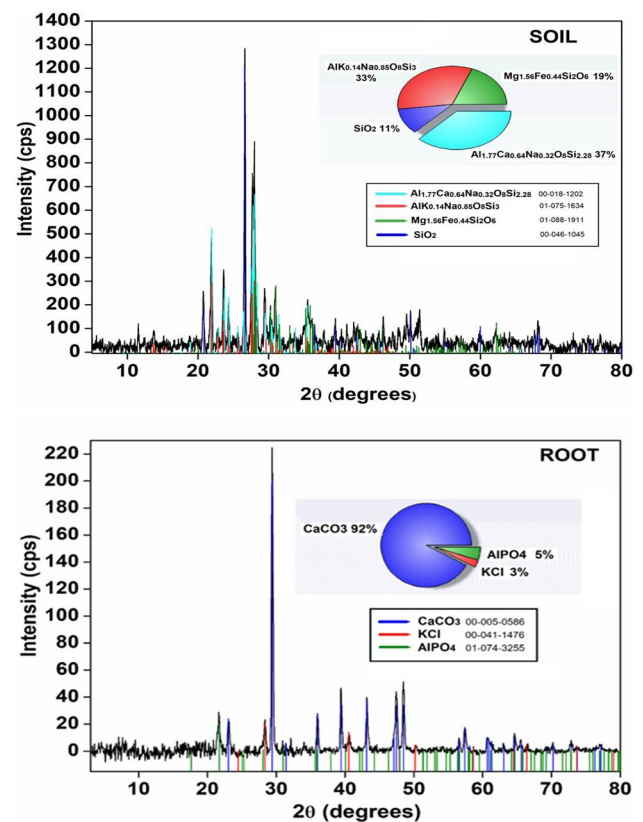 SOIL
1400
1300
1200
1100
1000
900
800
700
600
500
400
300
200
100
0
Intensity (cps)
AlK0.14Na0.85O8Si3
33%
Mg1.56Fe0.44Si2O6 19%
SiO2 11%
Al1.77Ca0.64Na0.32O8Si2.28 37%
Al1.77Ca0.64Na0.32O8Si2.28 00-018-1202
AlK0.14Na0.85O8Si3 01-075-1634
Mg1.56Fe0.44Si2O6 01-088-1911
SiO2 00-046-1045
10 20 30 40 50 60 70 80
2θ (degrees)
ROOT
220
200
180
160
140
120
100
80
60
40
20
0
Intensity (cps)
CaCO3 92%
AlPO4 5%
KCl 3%
CaCO3 00-005-0586
KCl 00-041-1476
AlPO4 01-074-3255
10 20 30 40 50 60 70 80
2θ (degrees)